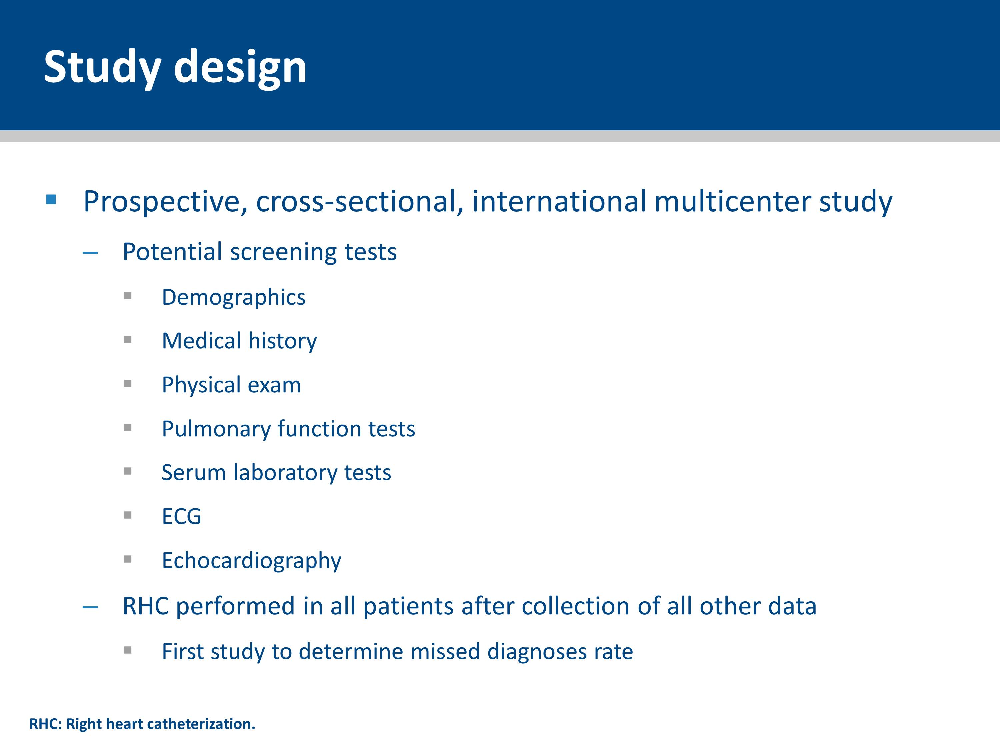 Study design
Prospective, cross-sectional, international multicenter study
– Potential screening tests
Demographics
Medical history
Physical exam
Pulmonary function tests
Serum laboratory tests
ECG
Echocardiography
– RHC performed in all patients after collection of all other data
First study to determine missed diagnoses rate
RHC: Right heart catheterization.